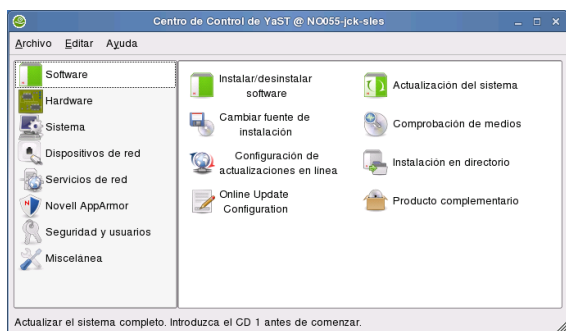 Centro de Control de YaST @ NO055-jck-sles
Archivo Editar Ayuda
Software
Hardware
Sistema
Dispositivos de red
Servicios de red
Novell AppArmor
Seguridad y usuarios
Miscelánea
Instalar/desinstalar
software
Actualización del sistema
Cambiar fuente de
instalación
Comprobación de medios
Configuración de
actualizaciones en línea
Instalación en directorio
Online Update
Configuration
Producto complementario
Actualizar el sistema completo. Introduzca el CD 1 antes de comenzar.